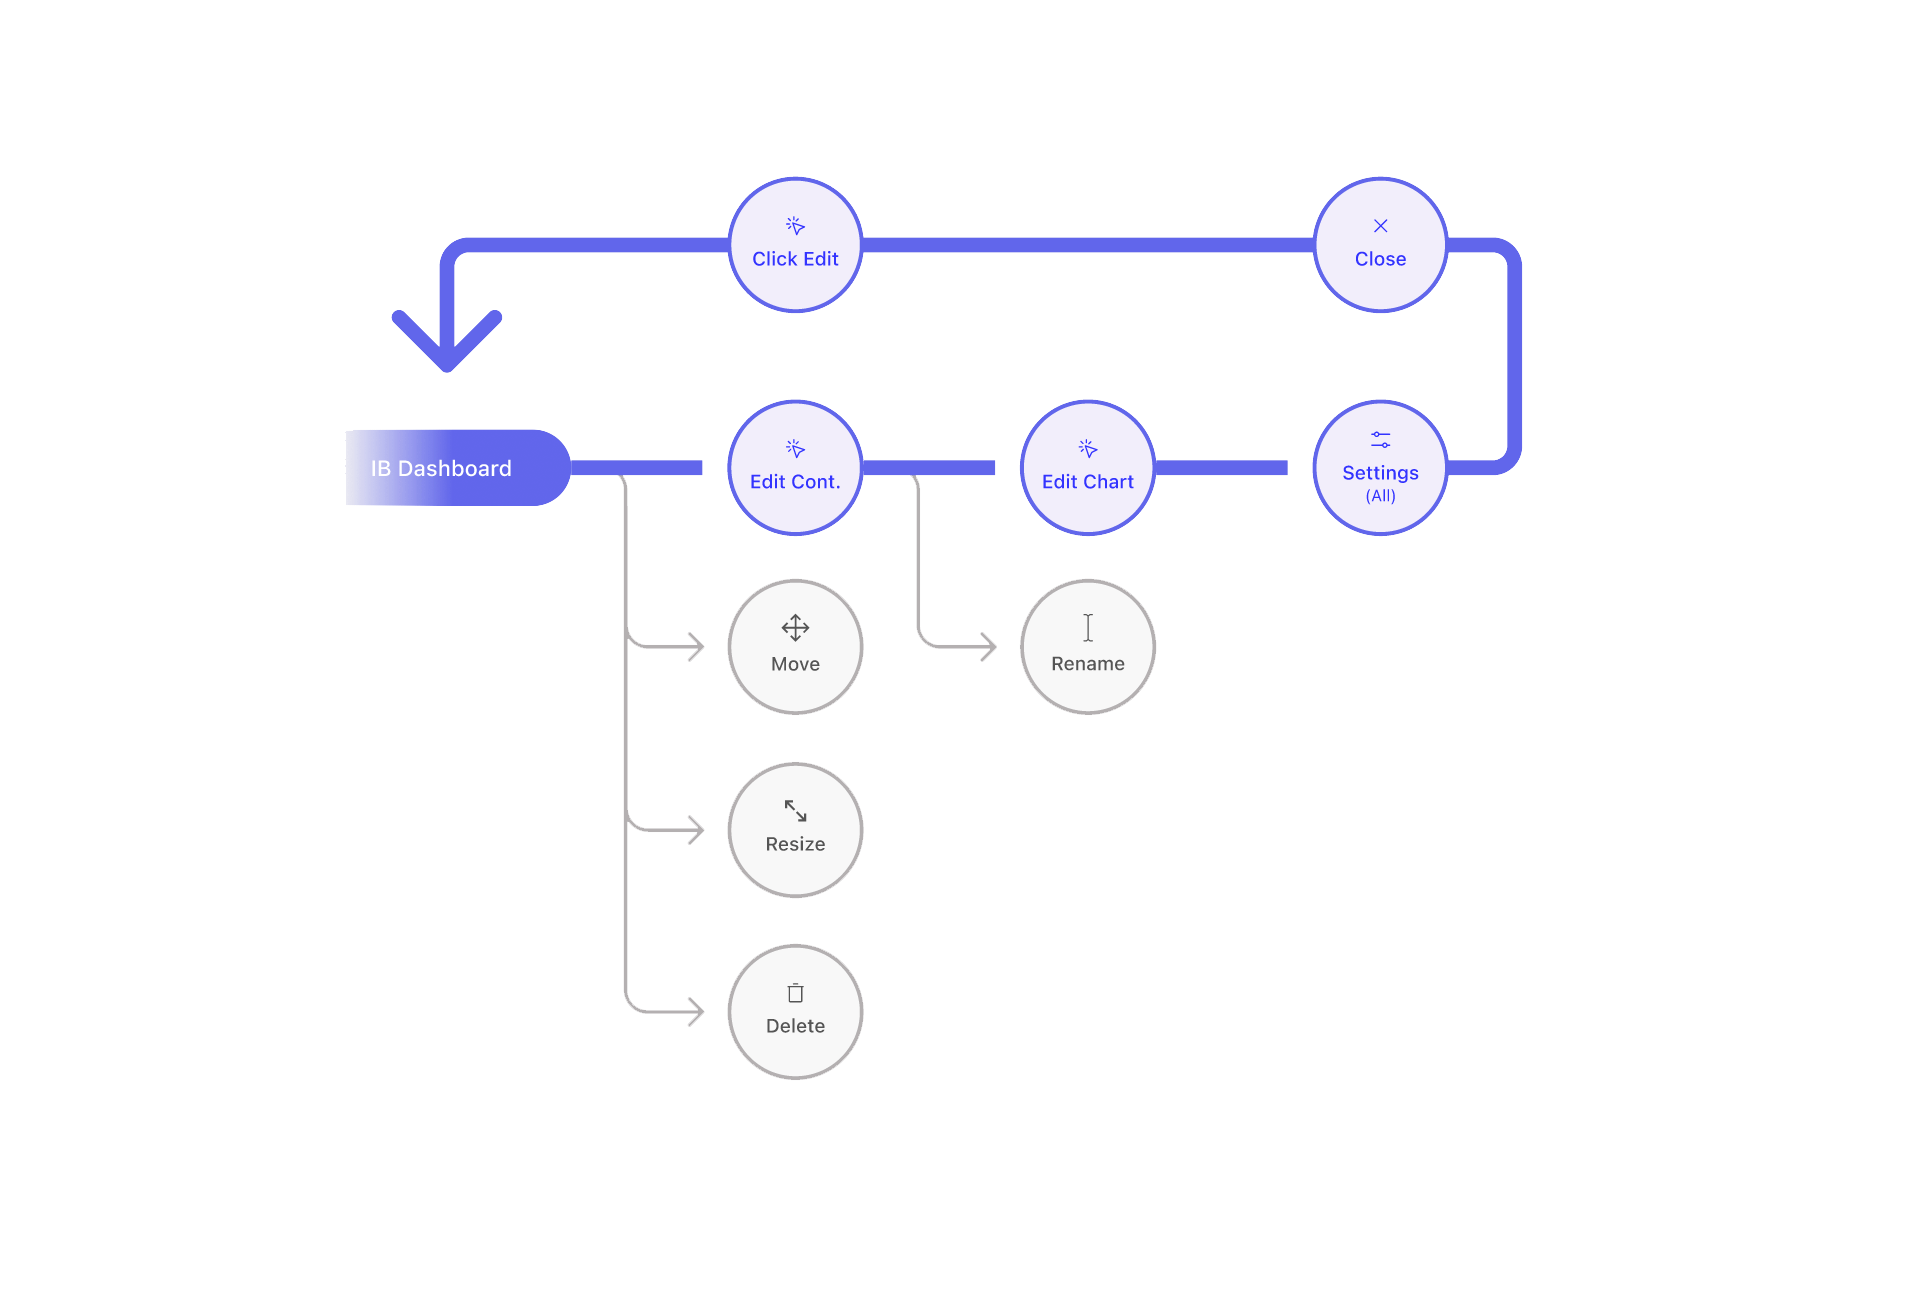 Click Edit
Close
IB Dashboard
Edit Cont.
Edit Chart
Settings
(All)
Move
Rename
Resize
Delete